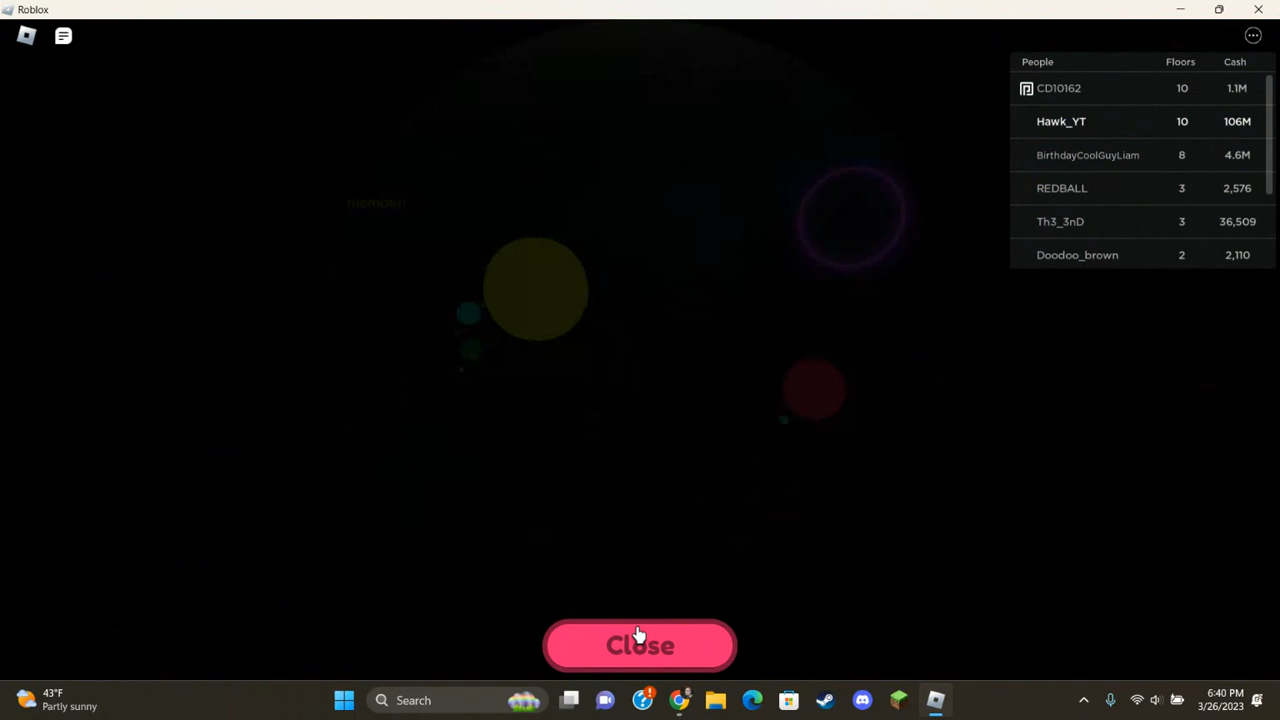 Roblox
People Floors Cash
CD10162 10 1.1M
Hawk_YT 10 106M
BirthdayCoolGuyLiam 8 4.6M
REDBALL 3 2,576
Th3_3nD 3 36,509
Doodoo_brown 2 2,110
Close
43°F
Partly sunny
Search
6:40 PM
3/26/2023